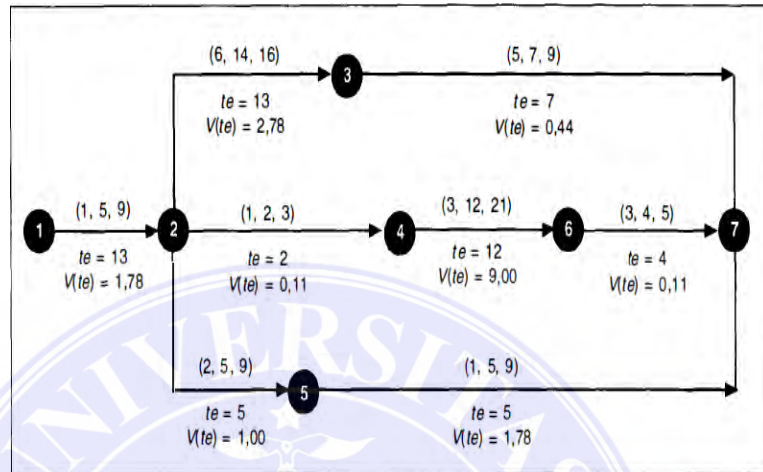 (6, 14, 16)
3
(5, 7, 9)
te = 13
V(te) = 2,78
te = 7
V(te) = 0,44
1
(1, 5, 9)
2
(1, 2, 3)
4
(3, 12, 21)
6
(3, 4, 5)
7
te = 13
V(te) = 1,78
te = 2
V(te) = 0,11
te = 12
V(te) = 9,00
te = 4
V(te) = 0,11
(2, 5, 9)
5
(1, 5, 9)
te = 5
V(te) = 1,00
te = 5
V(te) = 1,78
UNIVERSITAS